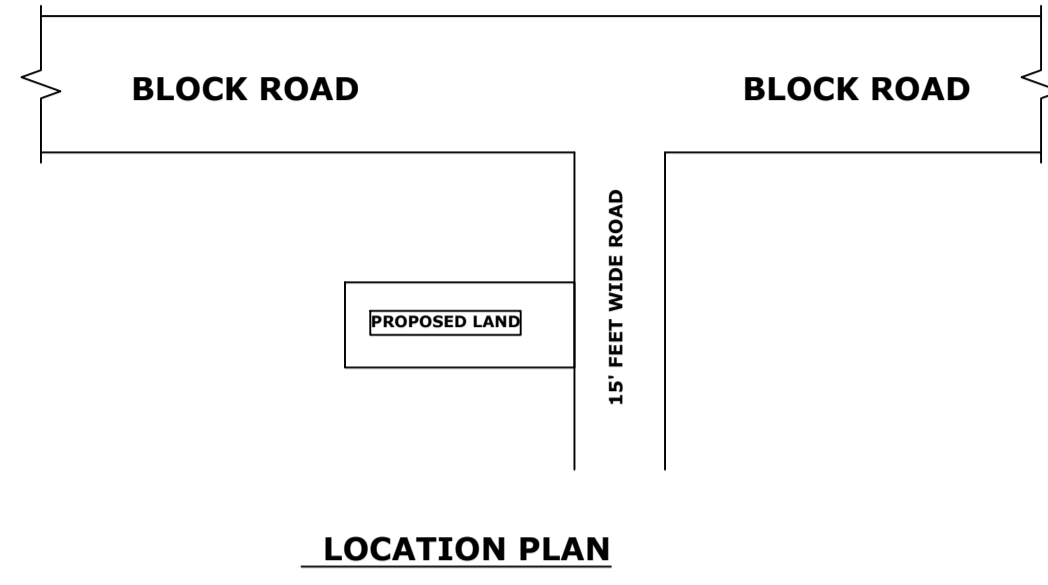 BLOCK ROAD
BLOCK ROAD
15' FEET WIDE ROAD
PROPOSED LAND
LOCATION PLAN